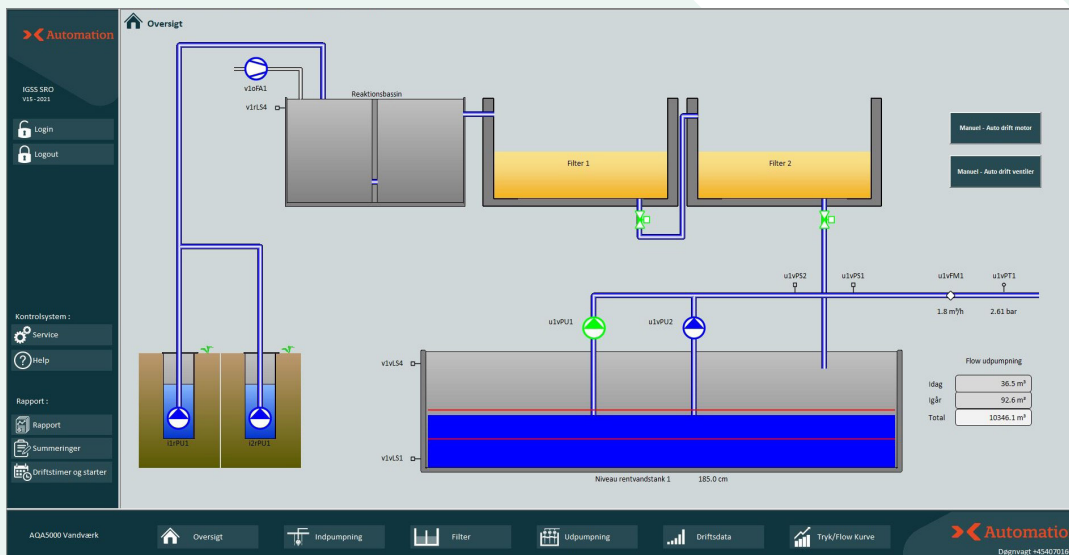 Automation
Oversigt
IGSS SRO
V15 - 2021
Login
Logout
Kontrolsystem :
Service
Help
Rapport :
Rapport
Summeringer
Driftstimer og starter
v1oFA1
v1rLS4
Reaktionsbassin
Filter 1
Filter 2
Manuel - Auto drift motor
Manuel - Auto drift ventiler
u1vPS2
u1vPS1
u1vFM1
u1vPT1
1.8 m³/h
2.61 bar
u1vPU1
u1vPU2
v1vLS4
v1vLS1
i1rPU1
i2rPU1
Flow udpumpning
Idag 36.5 m³
Igår 92.6 m³
Total 10346.1 m³
Niveau rentvandstank 1 185.0 cm
AQA5000 Vandværk
Oversigt
Indpumpning
Filter
Udpumpning
Driftsdata
Tryk/Flow Kurve
Automation
Døgnvagt +45407016